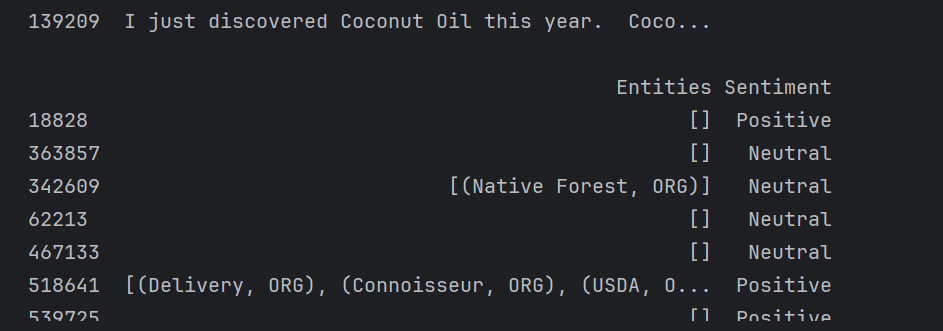 139209  I just discovered Coconut Oil this year.  Coco...
Entities Sentiment
18828 [] Positive
363857 [] Neutral
342609 [(Native Forest, ORG)] Neutral
62213 [] Neutral
467133 [] Neutral
518641 [(Delivery, ORG), (Connoisseur, ORG), (USDA, O... Positive
539725 [] Positive